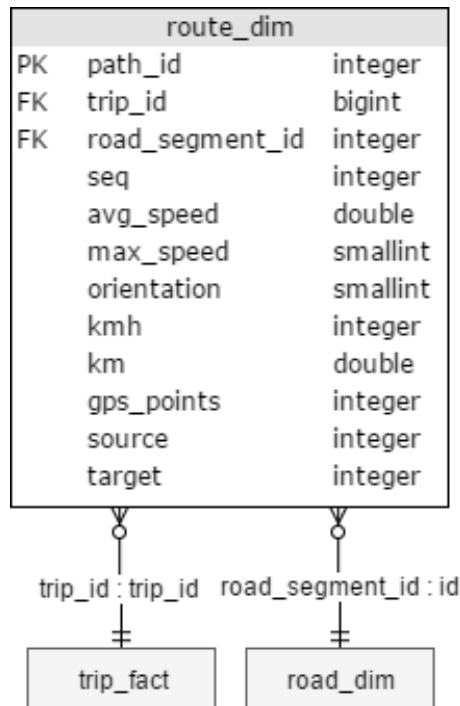 route_dim
PK path_id integer
FK trip_id bigint
FK road_segment_id integer
seq integer
avg_speed double
max_speed smallint
orientation smallint
kmh integer
km double
gps_points integer
source integer
target integer
trip_id : trip_id road_segment_id : id
trip_fact road_dim